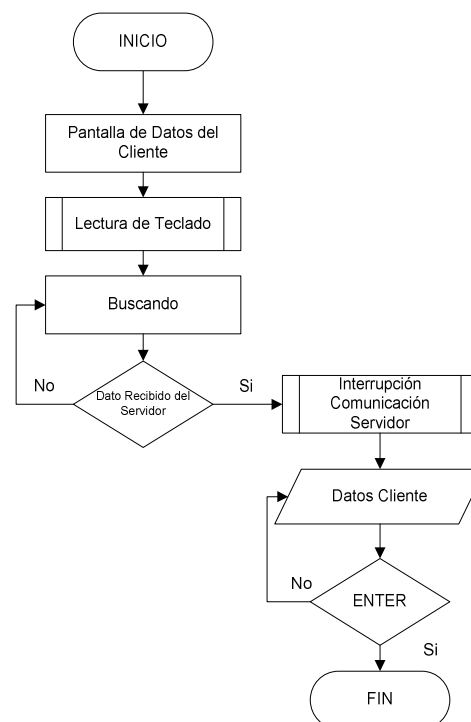 INICIO
Pantalla de Datos del
Cliente
Lectura de Teclado
Buscando
No
Dato Recibido del
Servidor
Si
Interrupción
Comunicación
Servidor
Datos Cliente
No
ENTER
Si
FIN